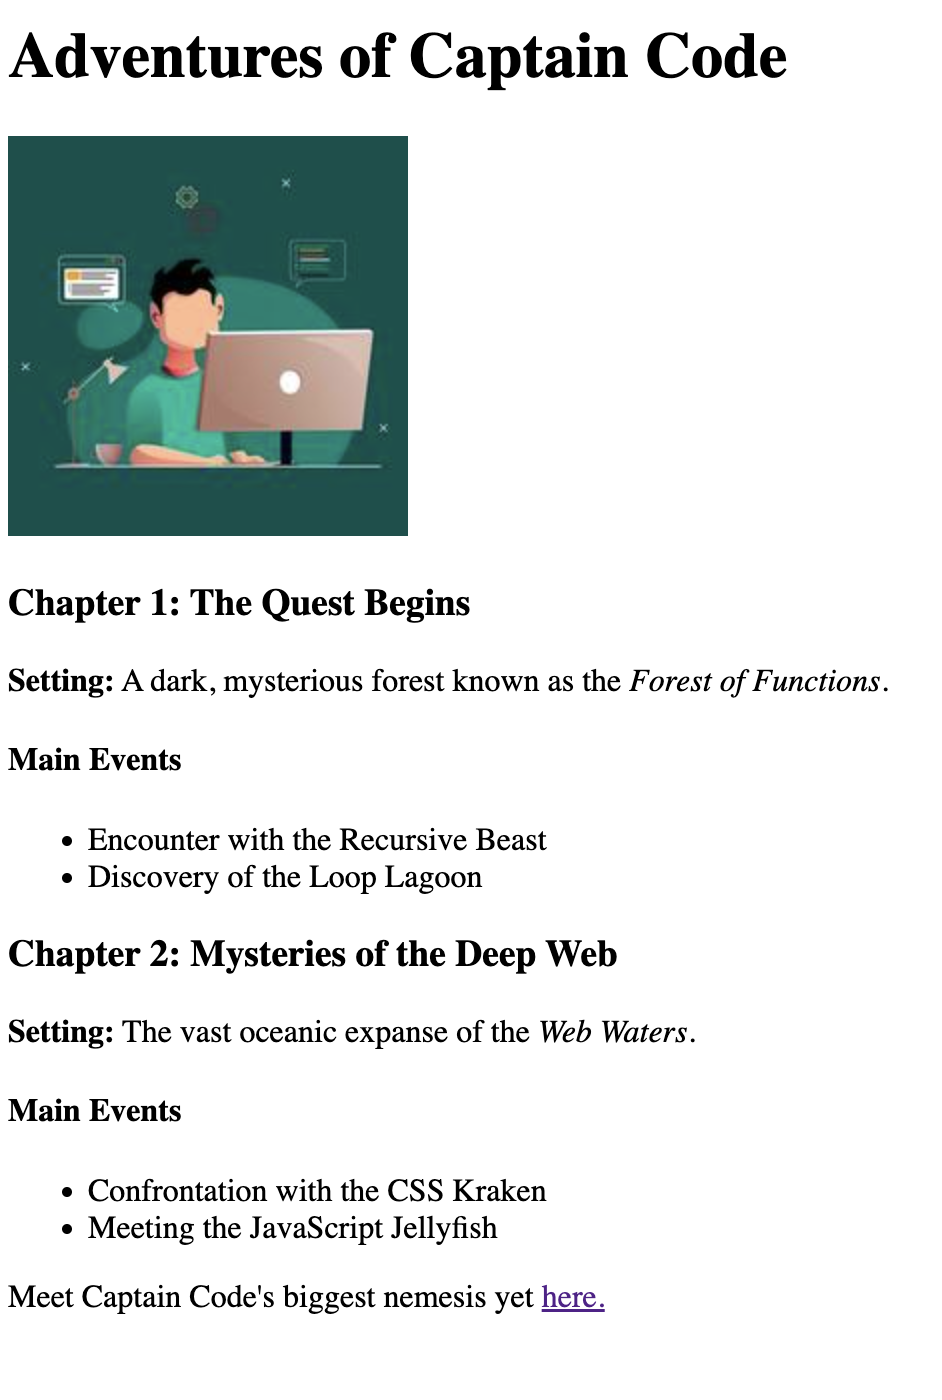 Adventures of Captain Code
Chapter 1: The Quest Begins
Setting: A dark, mysterious forest known as the Forest of Functions.
Main Events
• Encounter with the Recursive Beast
• Discovery of the Loop Lagoon
Chapter 2: Mysteries of the Deep Web
Setting: The vast oceanic expanse of the Web Waters.
Main Events
• Confrontation with the CSS Kraken
• Meeting the JavaScript Jellyfish
Meet Captain Code's biggest nemesis yet here.